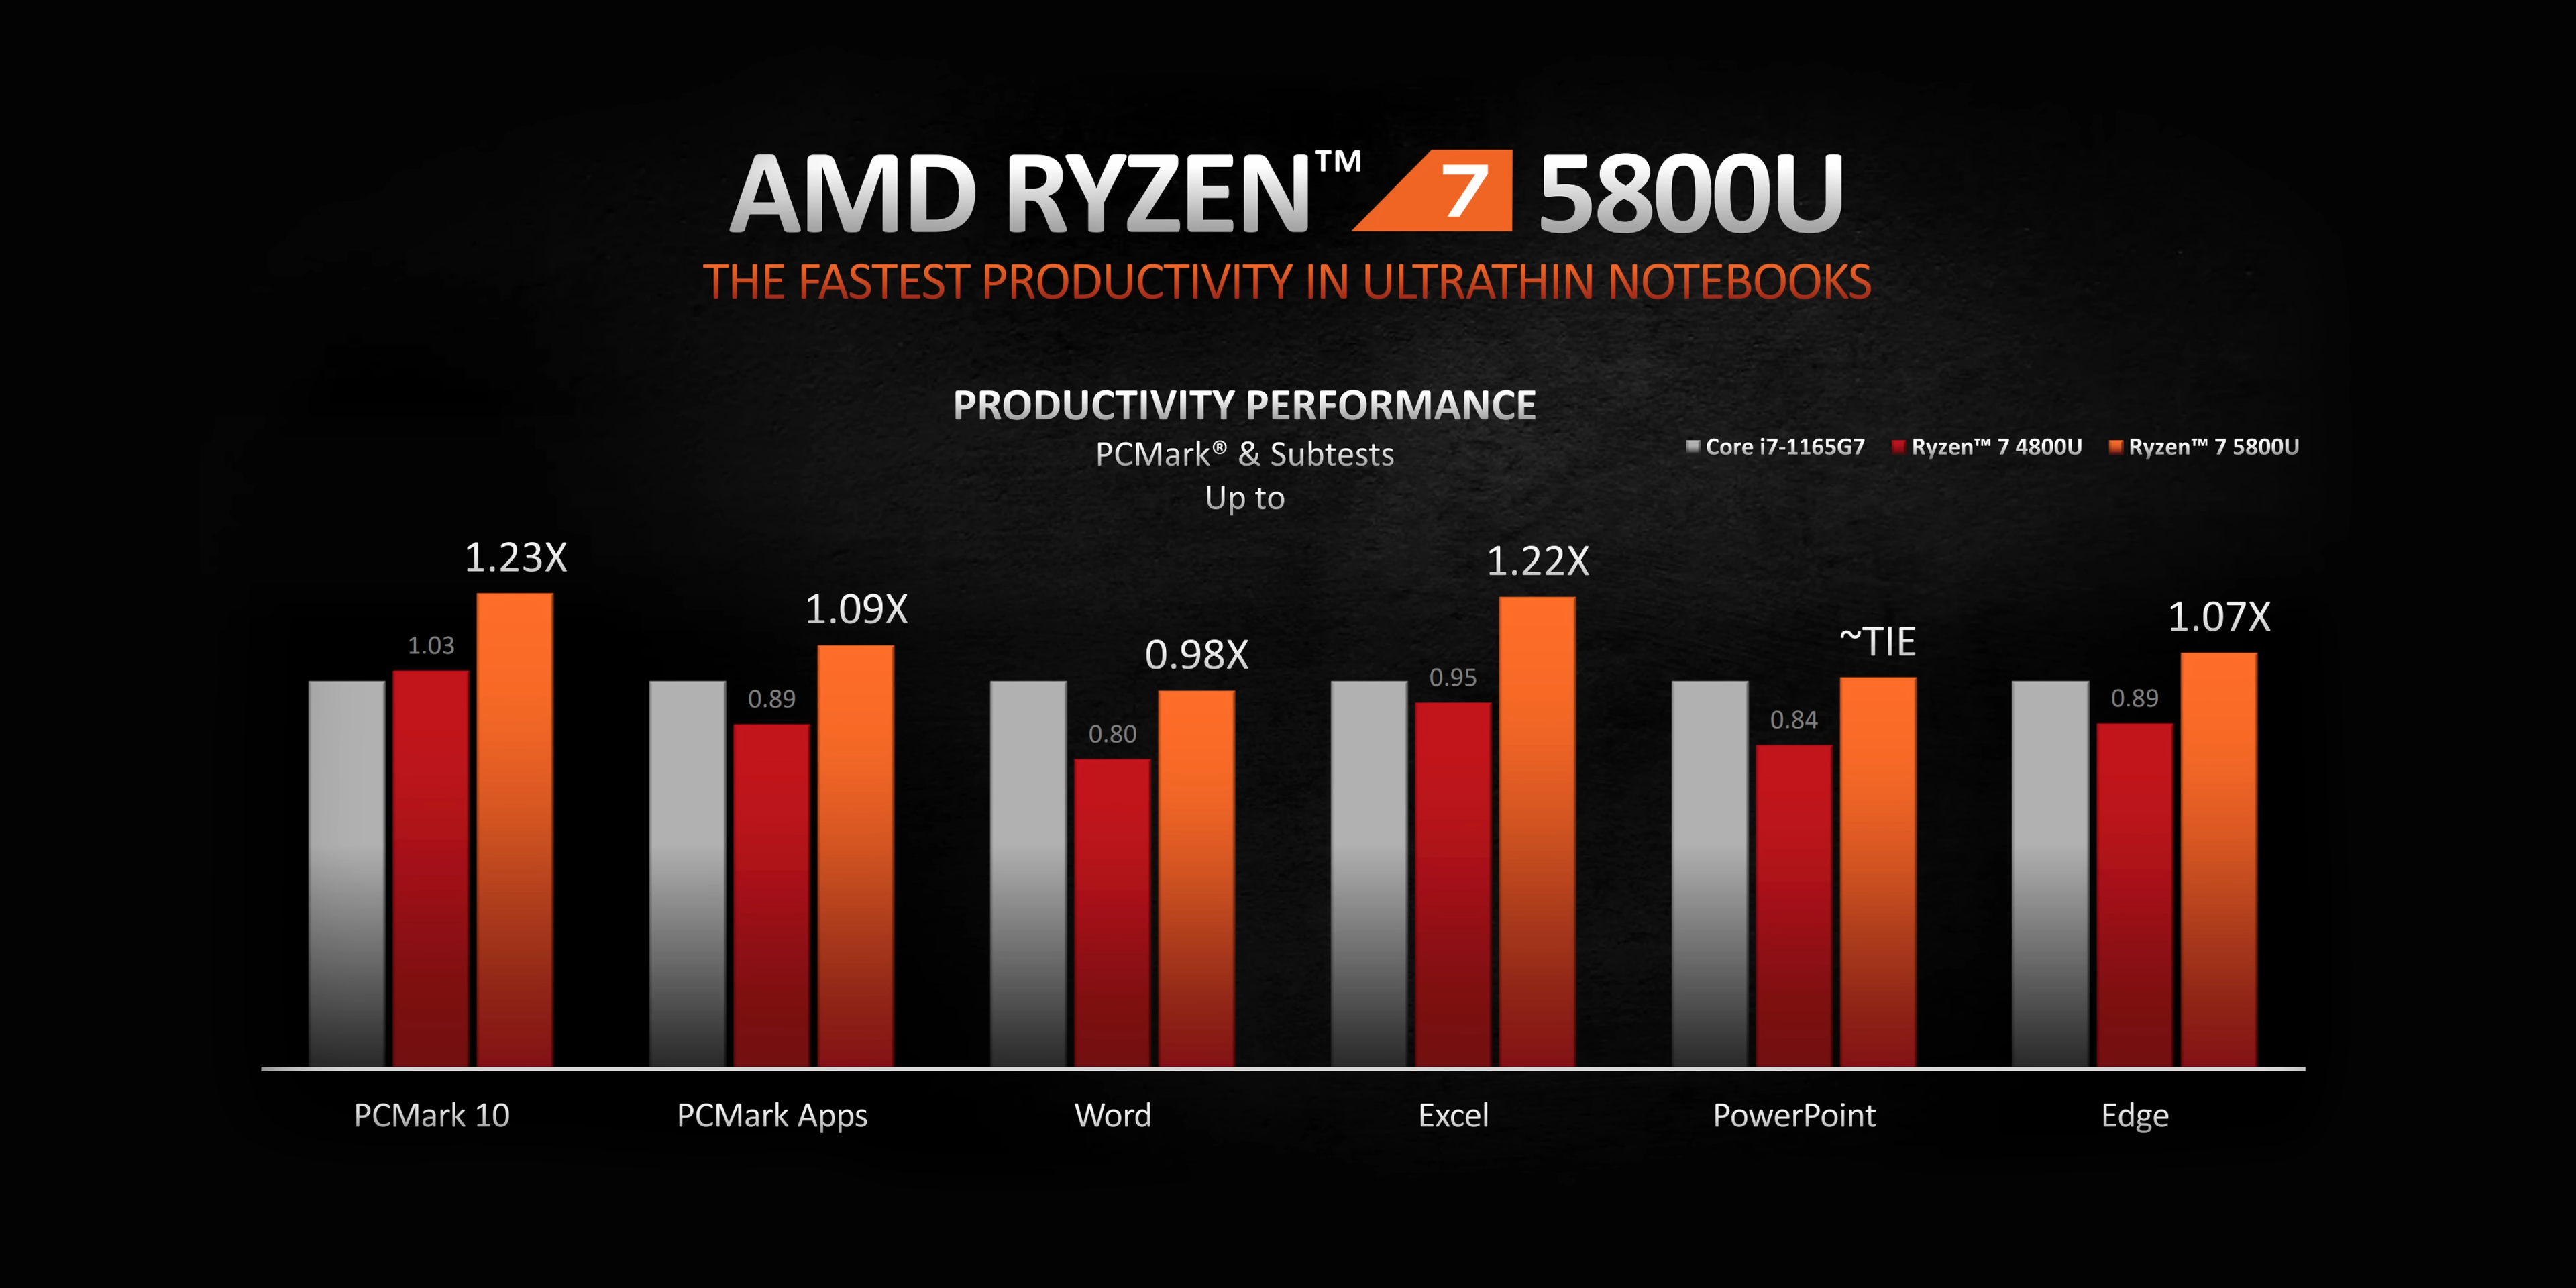 AMD RYZEN™ 7 5800U
THE FASTEST PRODUCTIVITY IN ULTRATHIN NOTEBOOKS
PRODUCTIVITY PERFORMANCE
PCMark® & Subtests
Up to
Core i7-1165G7 Ryzen™ 7 4800U Ryzen™ 7 5800U
1.03 1.23X
0.89 1.09X
0.80 0.98X
0.95 1.22X
0.84 ~TIE
0.89 1.07X
PCMark 10 PCMark Apps Word Excel PowerPoint Edge